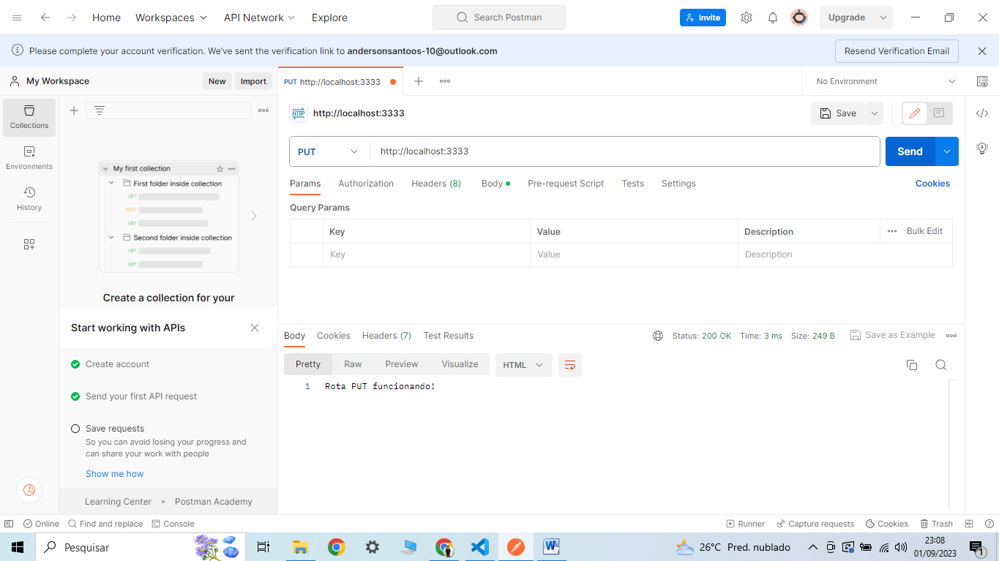 Home Workspaces API Network Explore Search Postman Invite Upgrade
Please complete your account verification. We've sent the verification link to andersonsantoos-10@outlook.com Resend Verification Email
My Workspace New Import
PUT http://localhost:3333 No Environment
Collections
Environments
History
My first collection
First folder inside collection
GET
POST
GET
Second folder inside collection
GET
GET
Create a collection for your
Start working with APIs
Create account
Send your first API request
Save requests
So you can avoid losing your progress and
can share your work with people
Show me how
Learning Center • Postman Academy
HTTP http://localhost:3333 Save
PUT http://localhost:3333 Send
Params Authorization Headers (8) Body Pre-request Script Tests Settings Cookies
Query Params
Key Value Description Bulk Edit
Key Value Description
Body Cookies Headers (7) Test Results Status: 200 OK Time: 3 ms Size: 249 B Save as Example
Pretty Raw Preview Visualize HTML
1 Rota PUT funcionando!
Online Find and replace Console Runner Capture requests Cookies Trash
Pesquisar 26°C Pred. nublado 23:08
01/09/2023 1